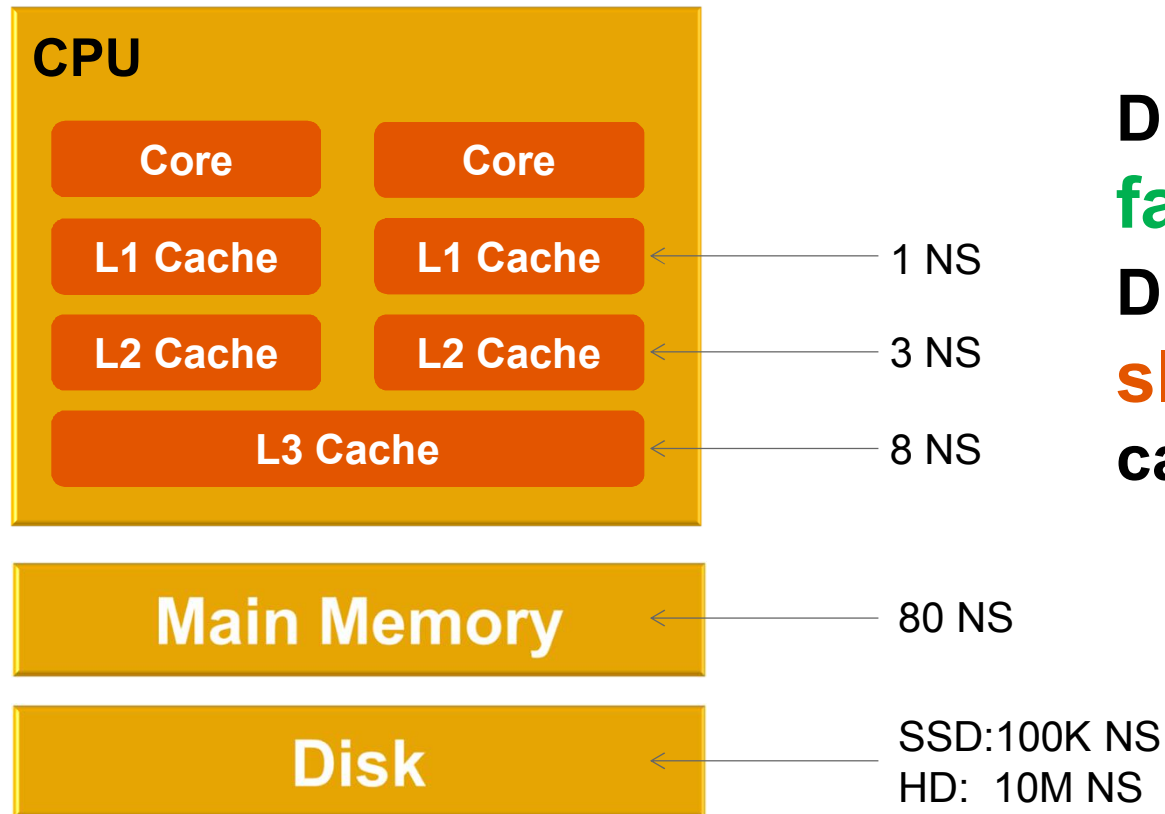 CPU
Core Core
L1 Cache L1 Cache 1 NS
L2 Cache L2 Cache 3 NS
L3 Cache 8 NS
Main Memory 80 NS
Disk
SSD:100K NS
HD: 10M NS